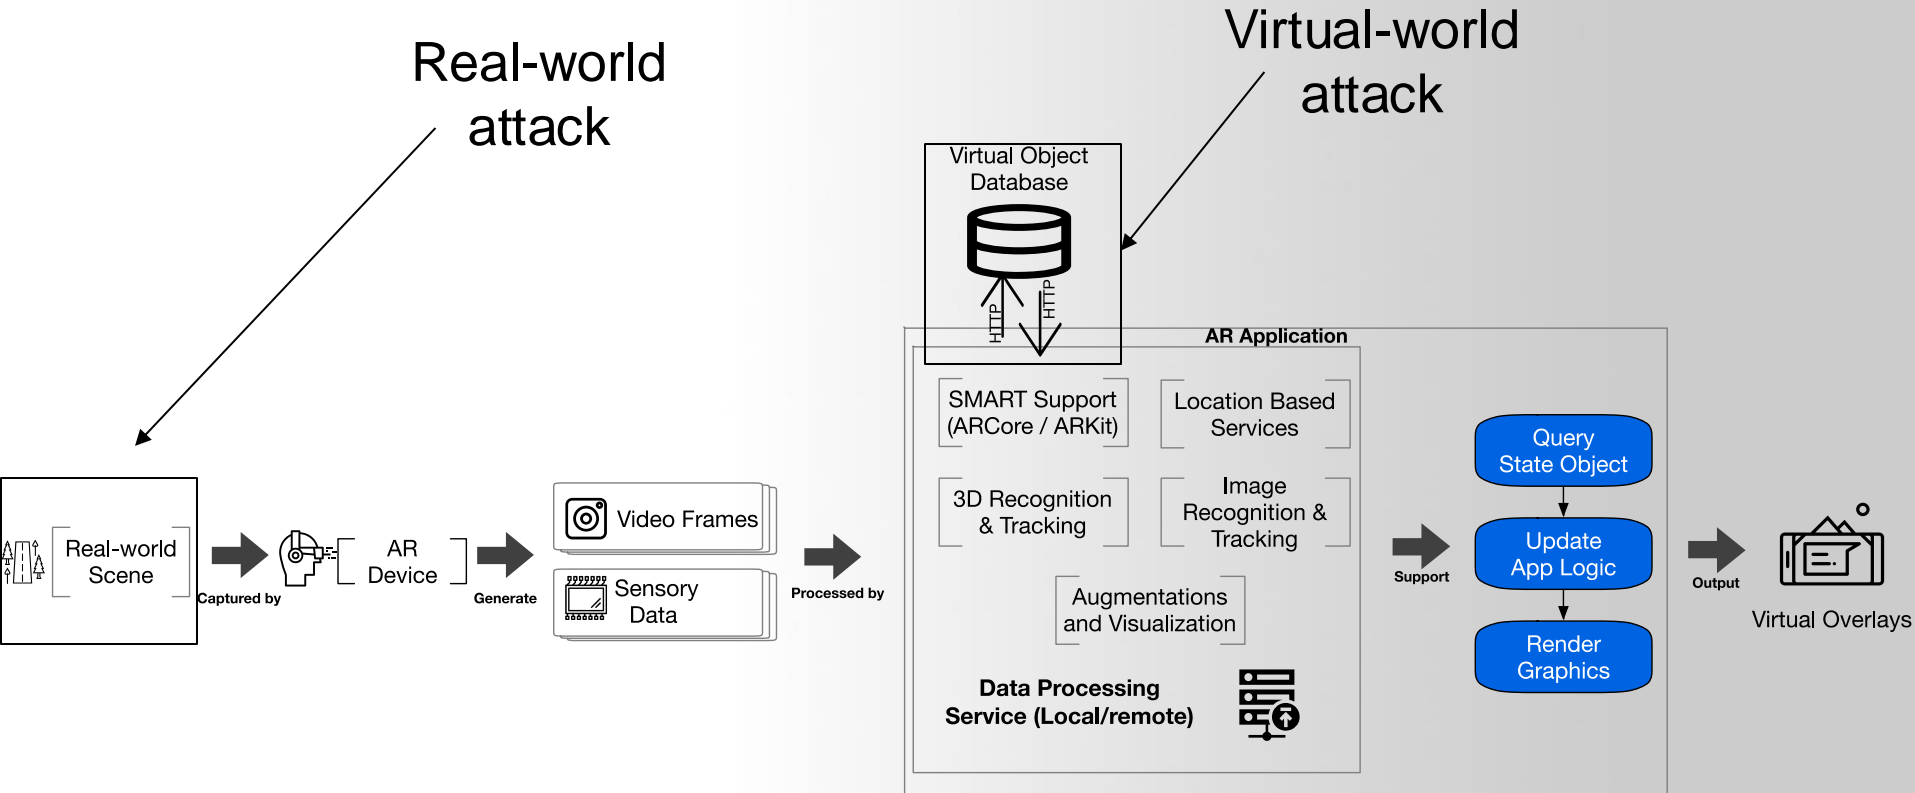 Real-world
attack
Virtual-world
attack
Virtual Object
Database
HTTP
HTTP
AR Application
SMART Support
(ARCore / ARKit)
Location Based
Services
3D Recognition
& Tracking
Image
Recognition &
Tracking
Augmentations
and Visualization
Data Processing
Service (Local/remote)
Real-world
Scene
Captured by
AR
Device
Generate
Video Frames
Sensory
Data
Processed by
Support
Query
State Object
Update
App Logic
Render
Graphics
Output
Virtual Overlays